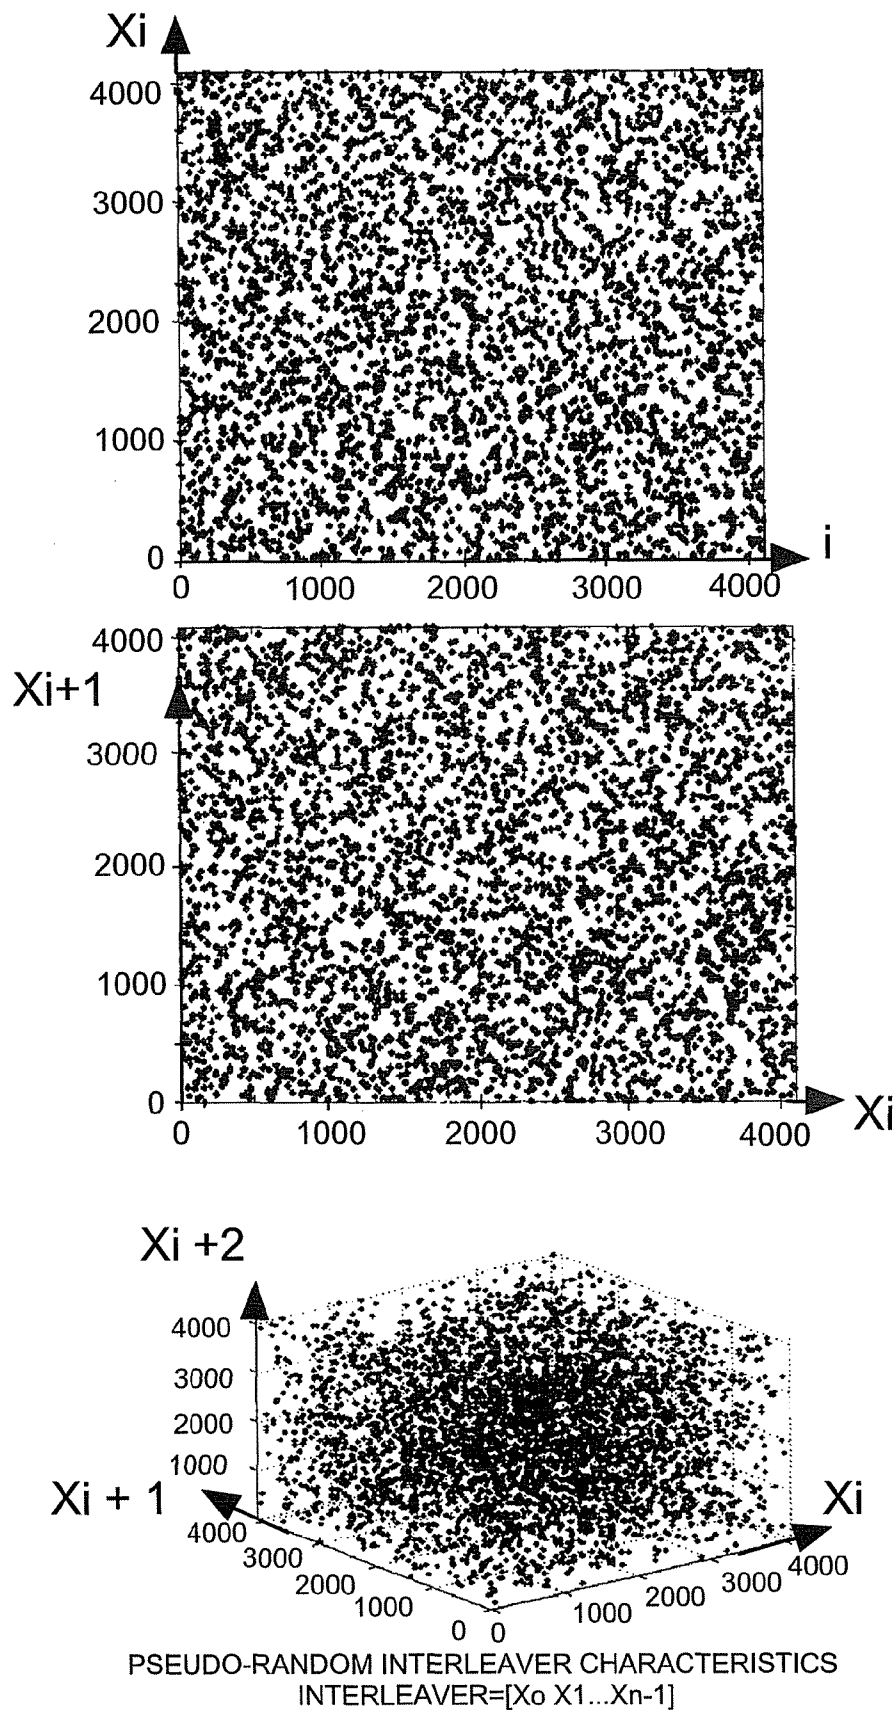 Xi
4000
3000
2000
1000
0
0 1000 2000 3000 4000
i
4000
Xi+1
3000
2000
1000
0
0 1000 2000 3000 4000
Xi
Xi +2
4000
3000
2000
1000
Xi + 1
Xi
4000
3000
2000
1000
0
0
1000
2000
3000
4000
PSEUDO-RANDOM INTERLEAVER CHARACTERISTICS
INTERLEAVER=[Xo X1...Xn-1]